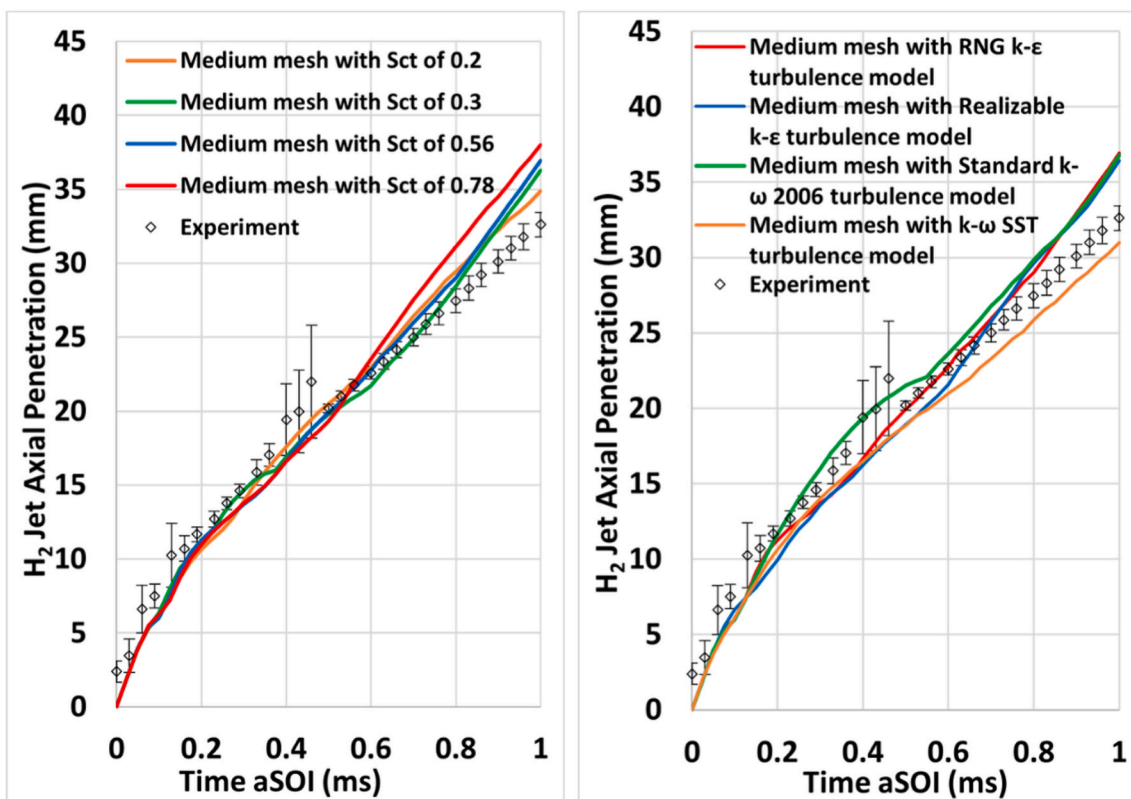 45
40
35
30
25
20
15
10
5
0
H2 Jet Axial Penetration (mm)
Medium mesh with Sct of 0.2
Medium mesh with Sct of 0.3
Medium mesh with Sct of 0.56
Medium mesh with Sct of 0.78
Experiment
0 0.2 0.4 0.6 0.8 1
Time aSOI (ms)
45
40
35
30
25
20
15
10
5
0
H2 Jet Axial Penetration (mm)
Medium mesh with RNG k-ε
turbulence model
Medium mesh with Realizable
k-ε turbulence model
Medium mesh with Standard k-
ω 2006 turbulence model
Medium mesh with k-ω SST
turbulence model
Experiment
0 0.2 0.4 0.6 0.8 1
Time aSOI (ms)